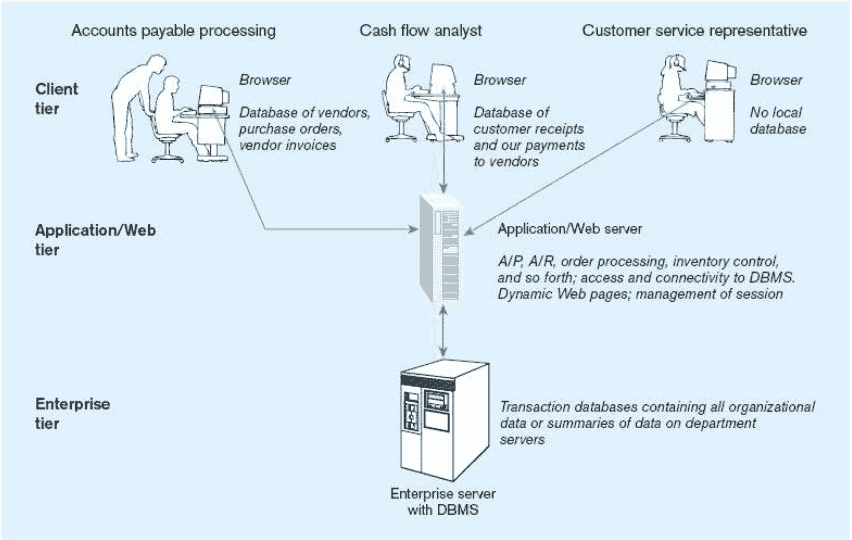 Accounts payable processing
Cash flow analyst
Customer service representative
Client
tier
Browser
Database of vendors,
purchase orders,
vendor invoices
Browser
Database of
customer receipts
and our payments
to vendors
Browser
No local
database
Application/Web
tier
Application/Web server
A/P, A/R, order processing, inventory control,
and so forth; access and connectivity to DBMS.
Dynamic Web pages; management of session
Enterprise
tier
Transaction databases containing all organizational
data or summaries of data on department
servers
Enterprise server
with DBMS